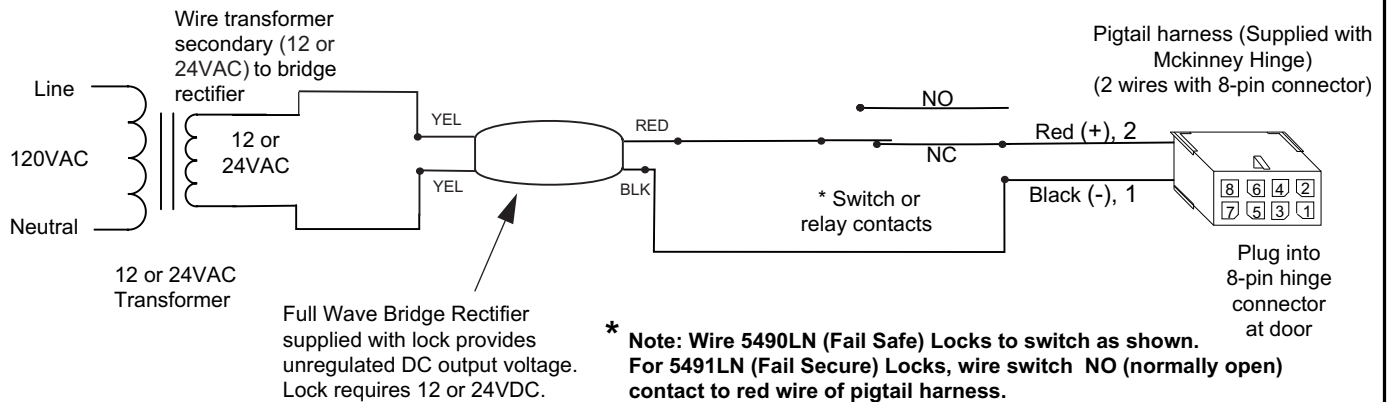 Wire transformer
secondary (12 or
24VAC) to bridge
rectifier
Line
120VAC
Neutral
12 or
24VAC
12 or 24VAC
Transformer
YEL
YEL
RED
BLK
Full Wave Bridge Rectifier
supplied with lock provides
unregulated DC output voltage.
Lock requires 12 or 24VDC.
NO
NC
* Switch or
relay contacts
Pigtail harness (Supplied with
Mckinney Hinge)
(2 wires with 8-pin connector)
Red (+), 2
Black (-), 1
8 6 4 2
7 5 3 1
Plug into
8-pin hinge
connector
at door
* Note: Wire 5490LN (Fail Safe) Locks to switch as shown.
For 5491LN (Fail Secure) Locks, wire switch NO (normally open)
contact to red wire of pigtail harness.